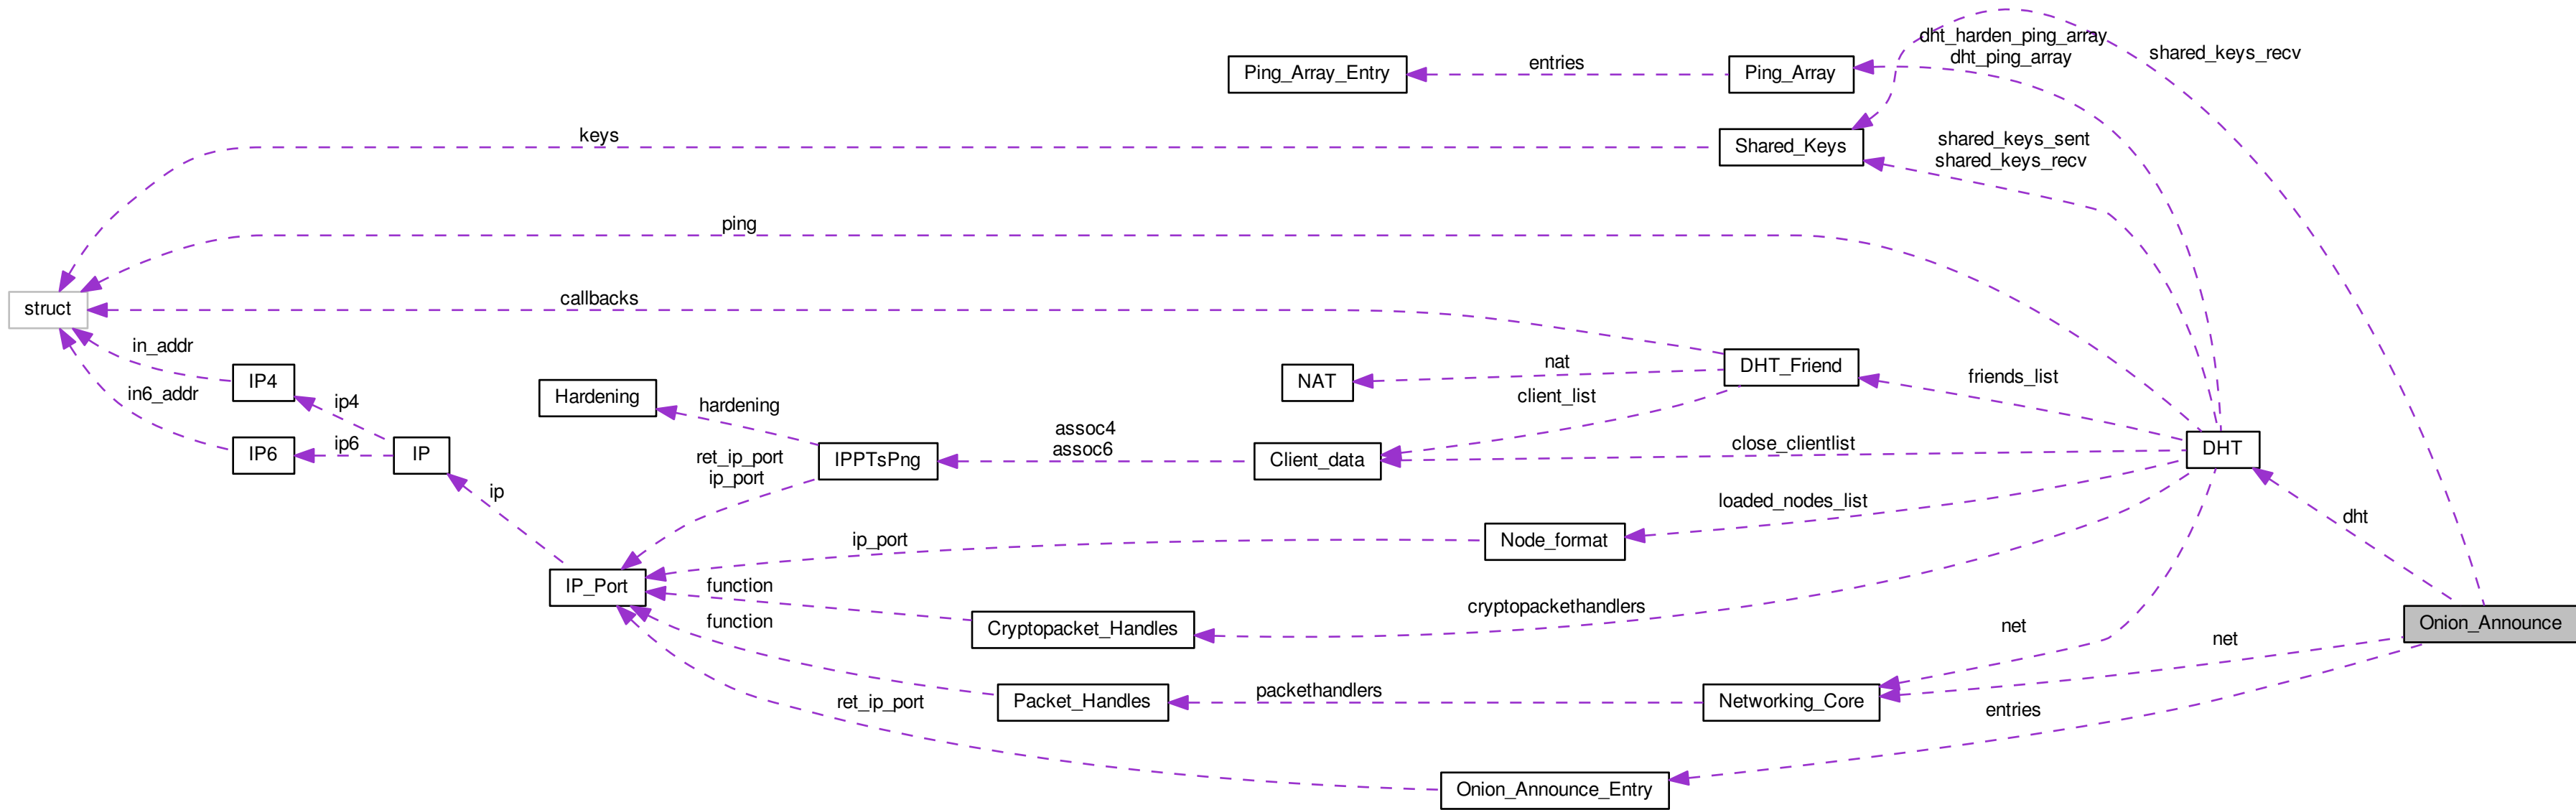 dht_harden_ping_array
dht_ping_array
shared_keys_recv
Ping_Array_Entry
entries
Ping_Array
keys
Shared_Keys
shared_keys_sent
shared_keys_recv
ping
struct
callbacks
in_addr
IP4
in6_addr
ip4
IP6
ip6
IP
Hardening
hardening
NAT
nat
DHT_Friend
client_list
friends_list
ret_ip_port
ip_port
IPPTsPng
assoc4
assoc6
Client_data
close_clientlist
DHT
ip
loaded_nodes_list
dht
ip_port
Node_format
IP_Port
function
function
Cryptopacket_Handles
cryptopackethandlers
net
net
Onion_Announce
Packet_Handles
packethandlers
Networking_Core
ret_ip_port
entries
Onion_Announce_Entry